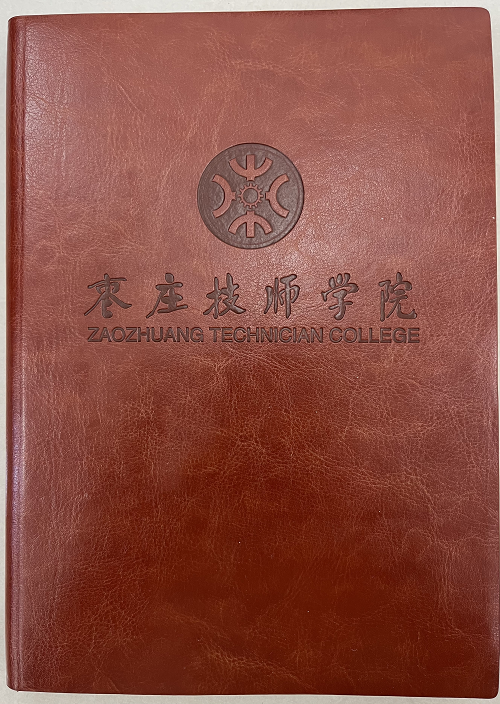 枣庄技师学院
ZAOZHUANG TECHNICIAN COLLEGE